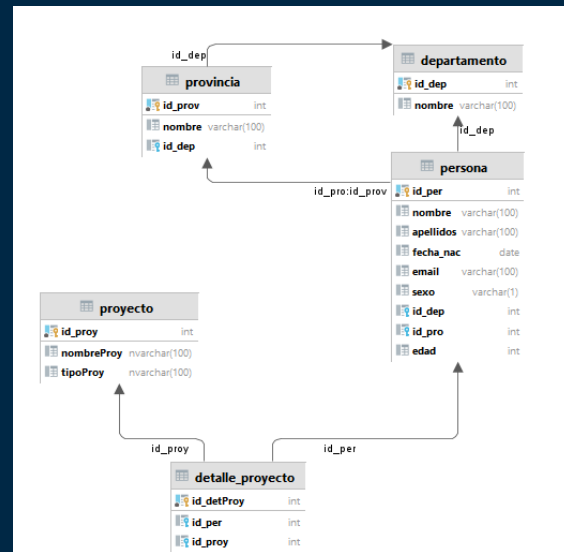 id_dep
departamento
id_dep int
nombre varchar(100)
provincia
id_prov int
nombre varchar(100)
id_dep int
id_dep
id_pro:id_prov
persona
id_per int
nombre varchar(100)
apellidos varchar(100)
fecha_nac date
email varchar(100)
sexo varchar(1)
id_dep int
id_pro int
edad int
proyecto
id_proy int
nombreProy nvarchar(100)
tipoProy nvarchar(100)
id_proy
id_per
detalle_proyecto
id_detProy int
id_per int
id_proy int